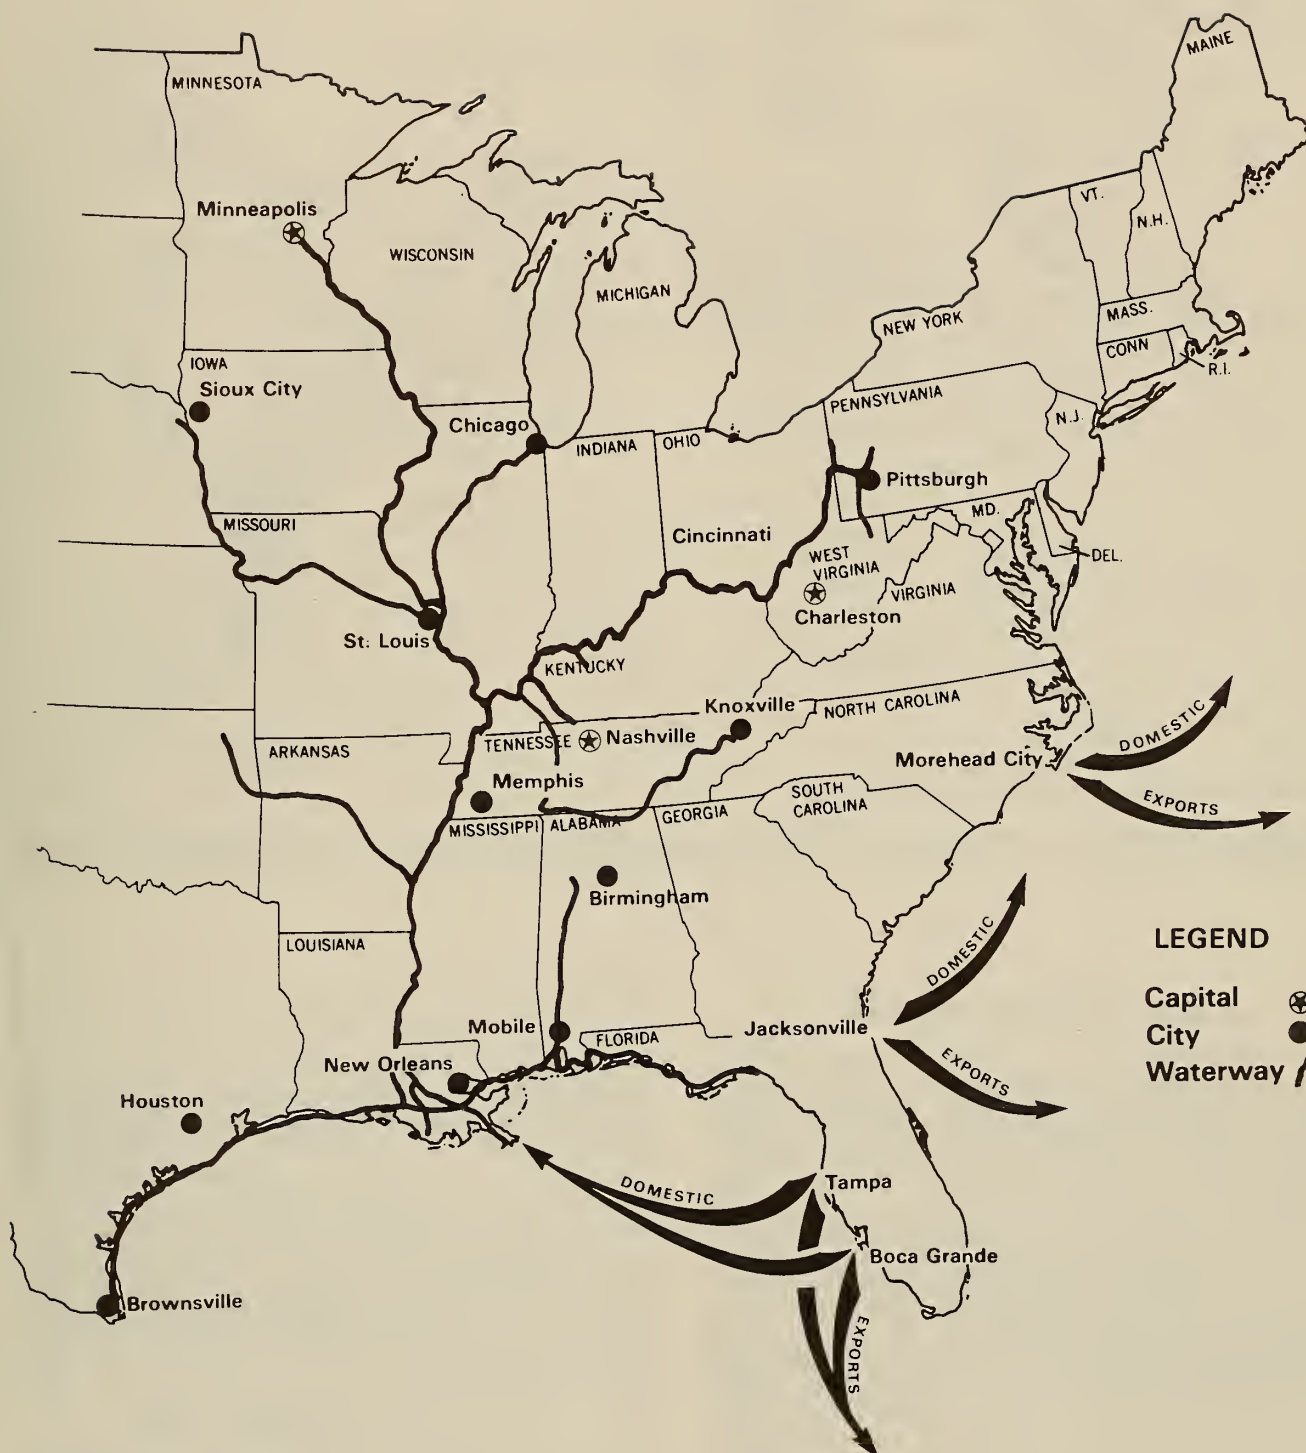 MAINE
MINNESOTA
VT.
N.H.
Minneapolis
WISCONSIN
MICHIGAN
NEW YORK
MASS.
CONN
R.I.
IOWA
Sioux City
PENNSYLVANIA
N.J.
Chicago
INDIANA
OHIO
Pittsburgh
MISSOURI
MD.
Cincinnati
WEST
VIRGINIA
DEL.
VIRGINIA
Charleston
St. Louis
KENTUCKY
Knoxville
NORTH CAROLINA
DOMESTIC
TENNESSEE
Nashville
ARKANSAS
Morehead City
Memphis
SOUTH
CAROLINA
EXPORTS
MISSISSIPPI
ALABAMA
GEORGIA
Birmingham
DOMESTIC
LOUISIANA
LEGEND
Capital
City
Waterway
Mobile
FLORIDA
Jacksonville
New Orleans
EXPORTS
Houston
DOMESTIC
Tampa
Boca Grande
Brownsville
EXPORTS